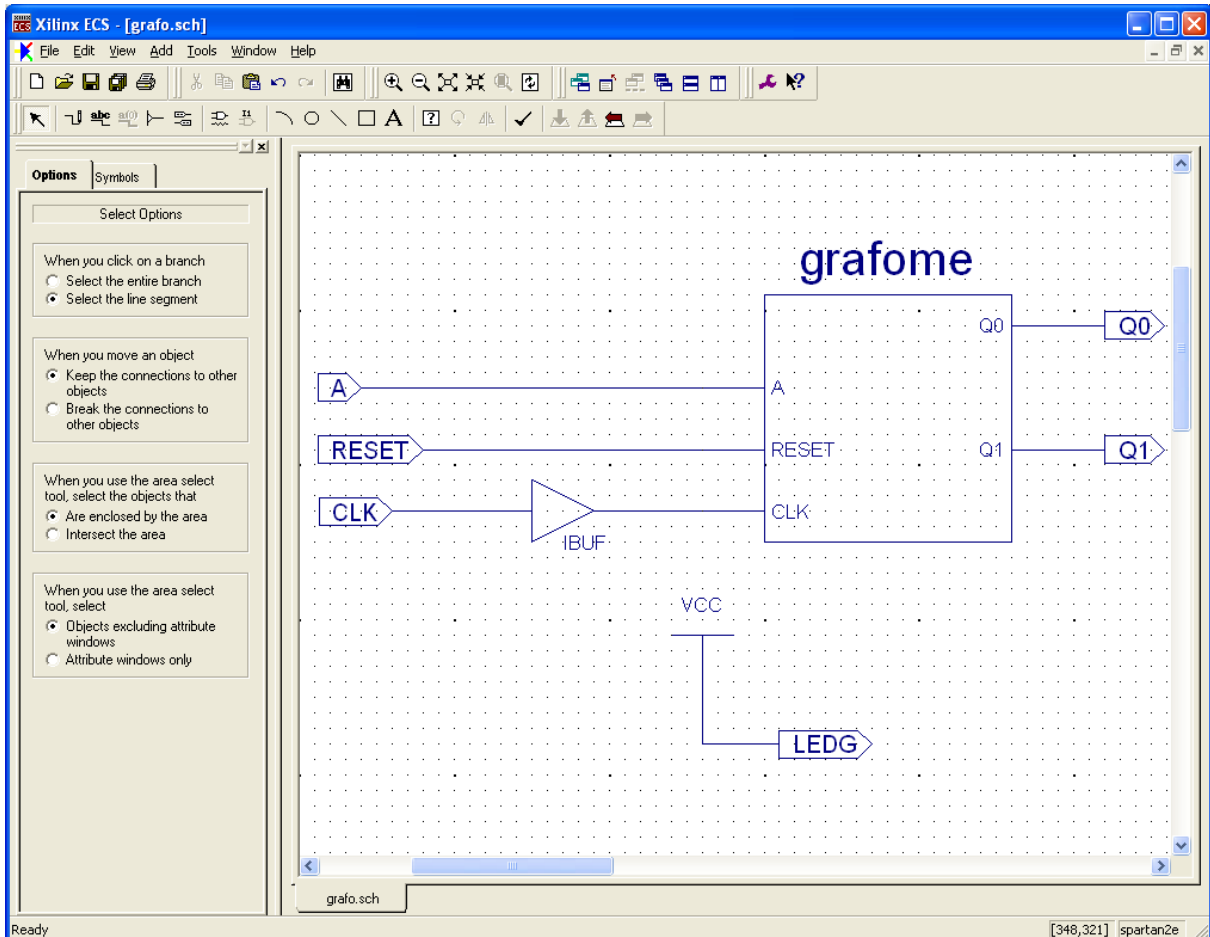 Xilinx ECS - [grafo.sch]
File Edit View Add Tools Window Help
abc a(0) I1 A ?
Options Symbols
Select Options
When you click on a branch
Select the entire branch
Select the line segment
When you move an object
Keep the connections to other
objects
Break the connections to
other objects
When you use the area select
tool, select the objects that
Are enclosed by the area
Intersect the area
When you use the area select
tool, select
Objects excluding attribute
windows
Attribute windows only
grafome
Q0 Q0
A A
RESET RESET Q1 Q1
CLK CLK
IBUF
VCC
LEDG
grafo.sch
Ready [348,321] spartan2e